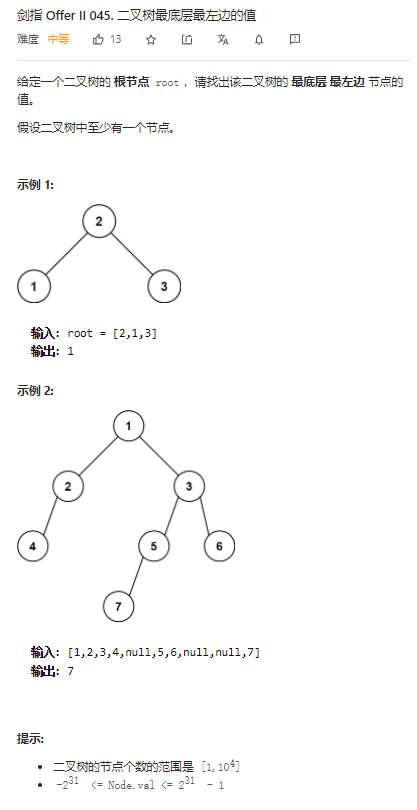 剑指 Offer II 045. 二叉树最底层最左边的值
难度 中等 13
给定一个二叉树的 根节点 root ，请找出该二叉树的 最底层 最左边 节点的
值。
假设二叉树中至少有一个节点。
示例 1:
2
1 3
输入: root = [2,1,3]
输出: 1
示例 2:
1
2 3
4 5 6
7
输入: [1,2,3,4,null,5,6,null,null,7]
输出: 7
提示:
• 二叉树的节点个数的范围是 [1,10⁴]
• -2³¹ <= Node.val <= 2³¹ - 1